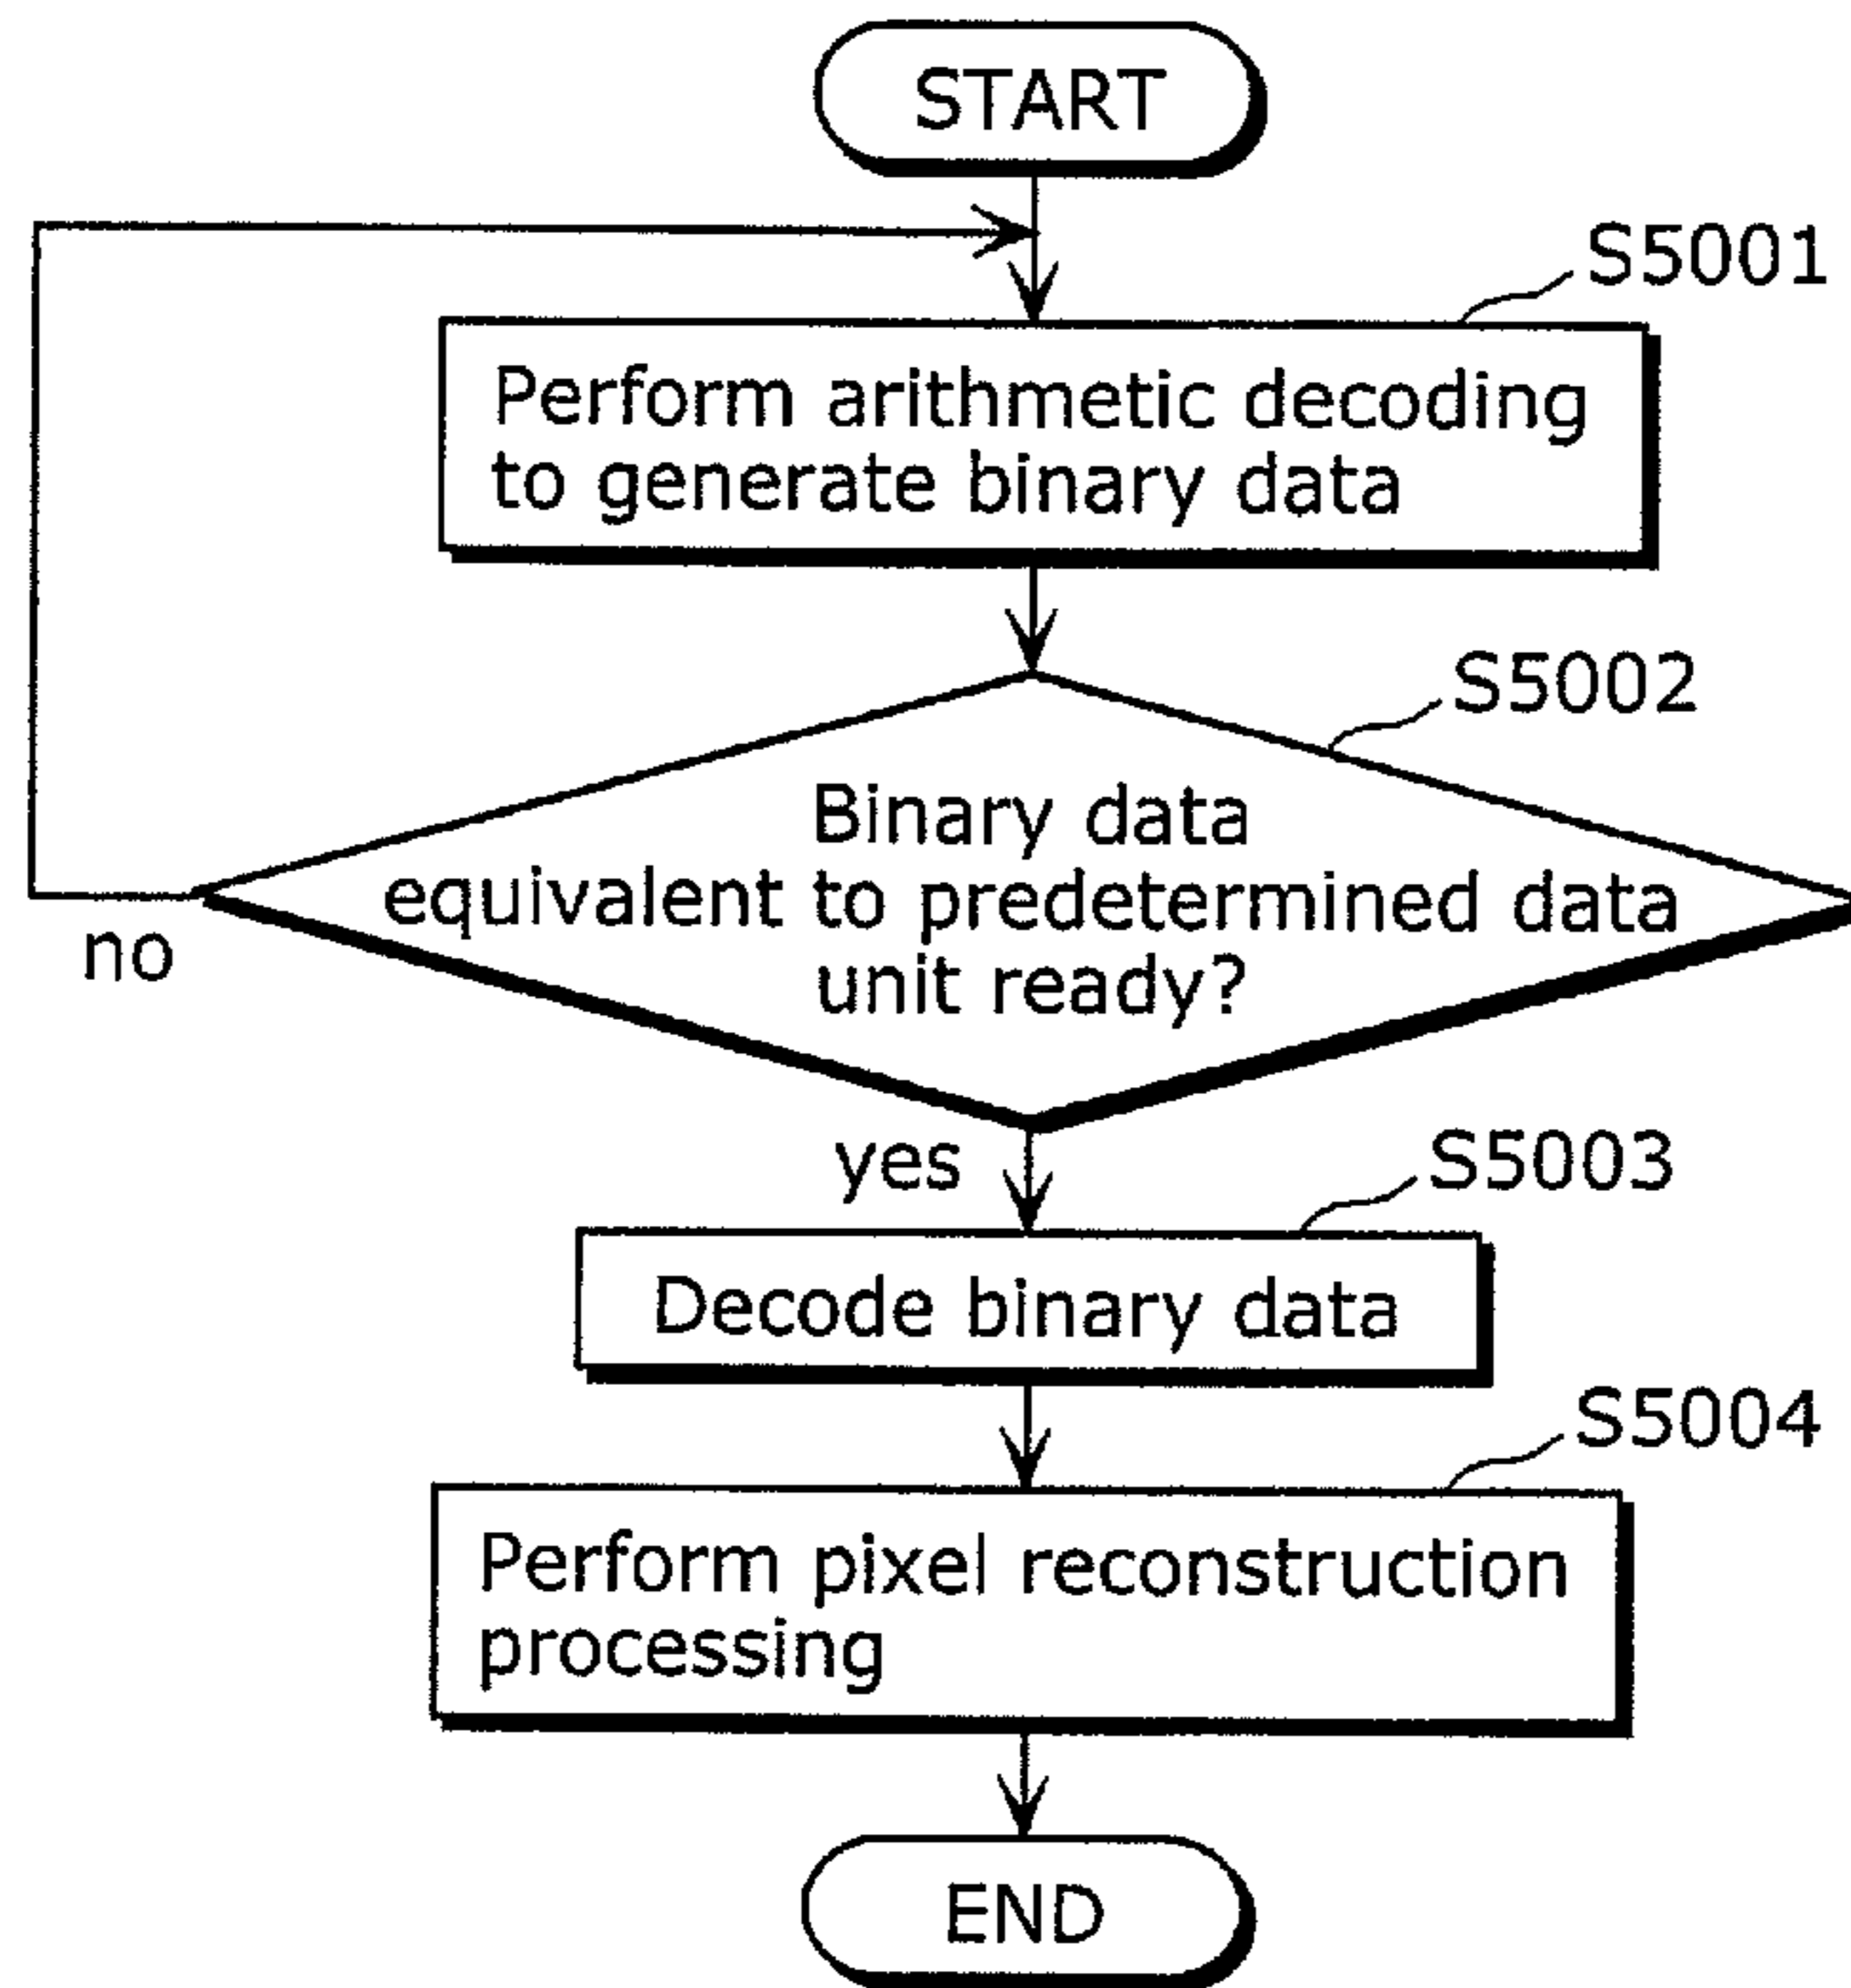 START
S5001
Perform arithmetic decoding
to generate binary data
S5002
Binary data
equivalent to predetermined data
unit ready?
no
yes
S5003
Decode binary data
S5004
Perform pixel reconstruction
processing
END